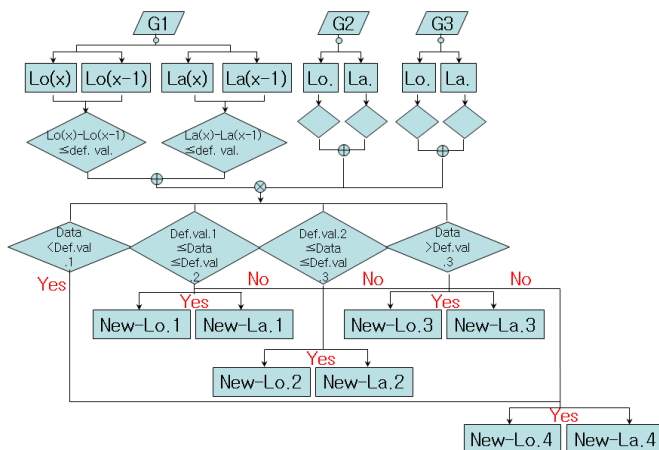 G1 G2 G3
Lo(x) Lo(x-1) La(x) La(x-1) Lo. La. Lo. La.
Lo(x)-Lo(x-1)
≤def. val.
La(x)-La(x-1)
≤def. val.
Data
<Def.val
.1
Def.val.1
≤Data
≤Def.val
.2
Def.val.2
≤Data
≤Def.val
.3
Data
>Def.val
.3
Yes No No No
Yes Yes
New-Lo.1 New-La.1 New-Lo.3 New-La.3
Yes
New-Lo.2 New-La.2
Yes
New-Lo.4 New-La.4